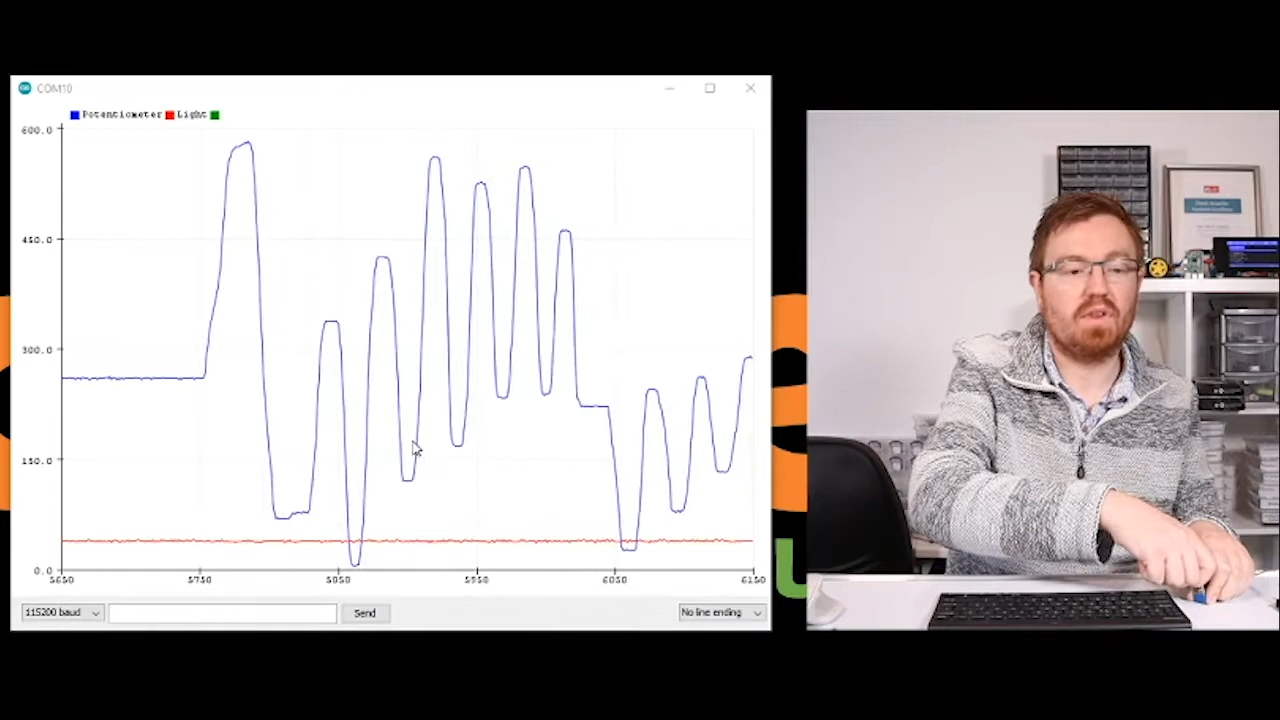 COM10
Potentiometer Light
600.0
450.0
300.0
150.0
0.0
5650 5750 5850 5950 6050 6150
115200 baud Send No line ending